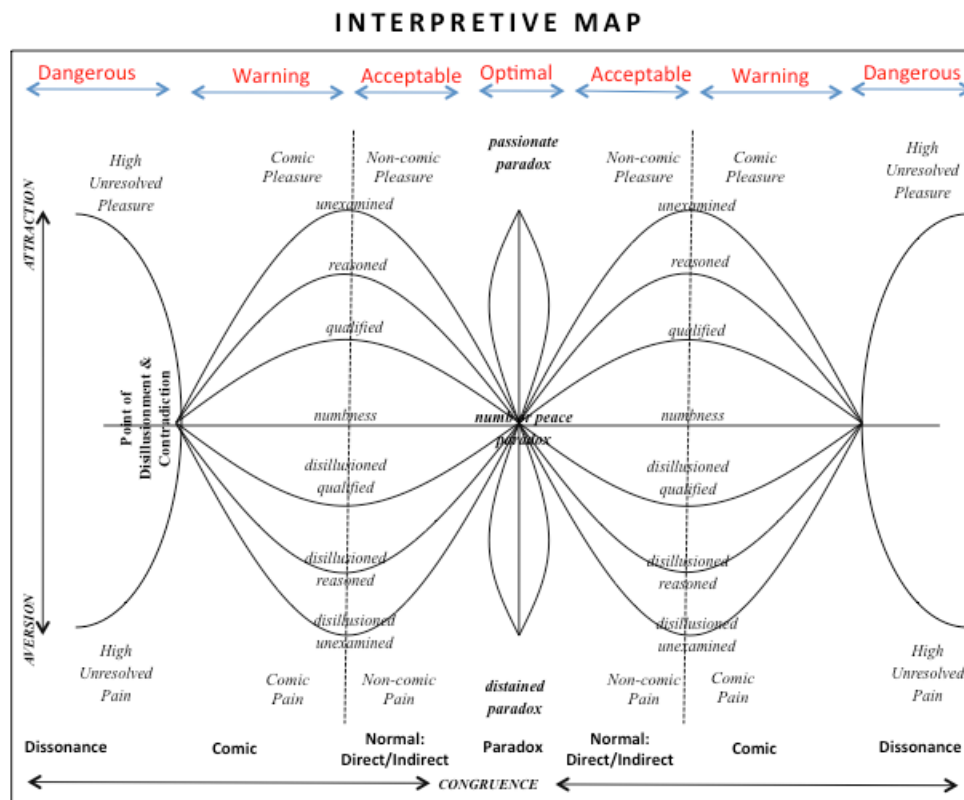 INTERPRETIVE MAP
Dangerous Warning Acceptable Optimal Acceptable Warning Dangerous
passionate
paradox
High
Unresolved
Pleasure
Comic
Pleasure
Non-comic
Pleasure
Non-comic
Pleasure
Comic
Pleasure
High
Unresolved
Pleasure
ATTRACTION
unexamined
reasoned
qualified
numbness
disillusioned
qualified
disillusioned
reasoned
disillusioned
unexamined
Point of
Disillusionment &
Contradiction
numb or peace
paradox
unexamined
reasoned
qualified
numbness
disillusioned
qualified
disillusioned
reasoned
disillusioned
unexamined
AVERSION
High
Unresolved
Pain
Comic
Pain
Non-comic
Pain
distained
paradox
Non-comic
Pain
Comic
Pain
High
Unresolved
Pain
Dissonance
Comic
Normal:
Direct/Indirect
Paradox
Normal:
Direct/Indirect
Comic
Dissonance
CONGRUENCE